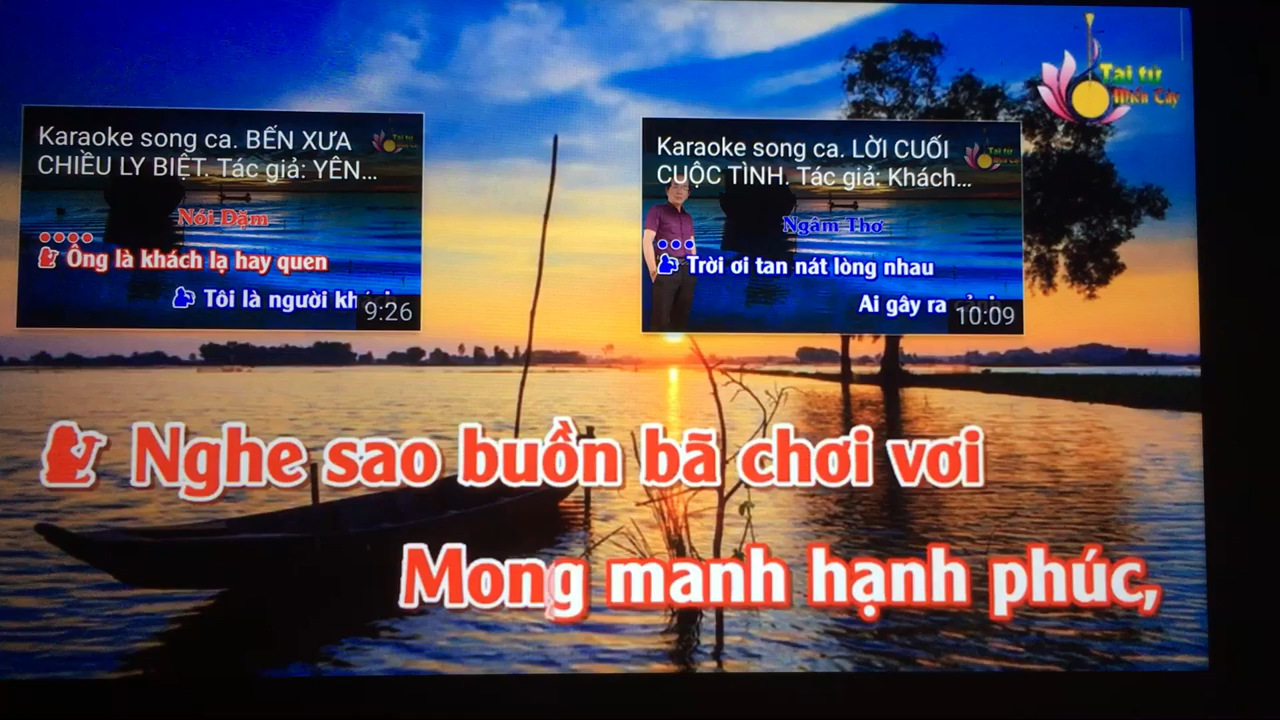 Tài tử
Miền Tây
Karaoke song ca. BẾN XƯA
CHIỀU LY BIỆT. Tác giả: YÊN...
Nói Dặm
Ông là khách lạ hay quen
Tôi là người
9:26
Karaoke song ca. LỜI CUỐI
CUỘC TÌNH. Tác giả: Khách...
Ngâm Thơ
Trời ơi tan nát lòng nhau
Ai gây ra
10:09
Nghe sao buồn bã chơi vơi
Mong manh hạnh phúc,